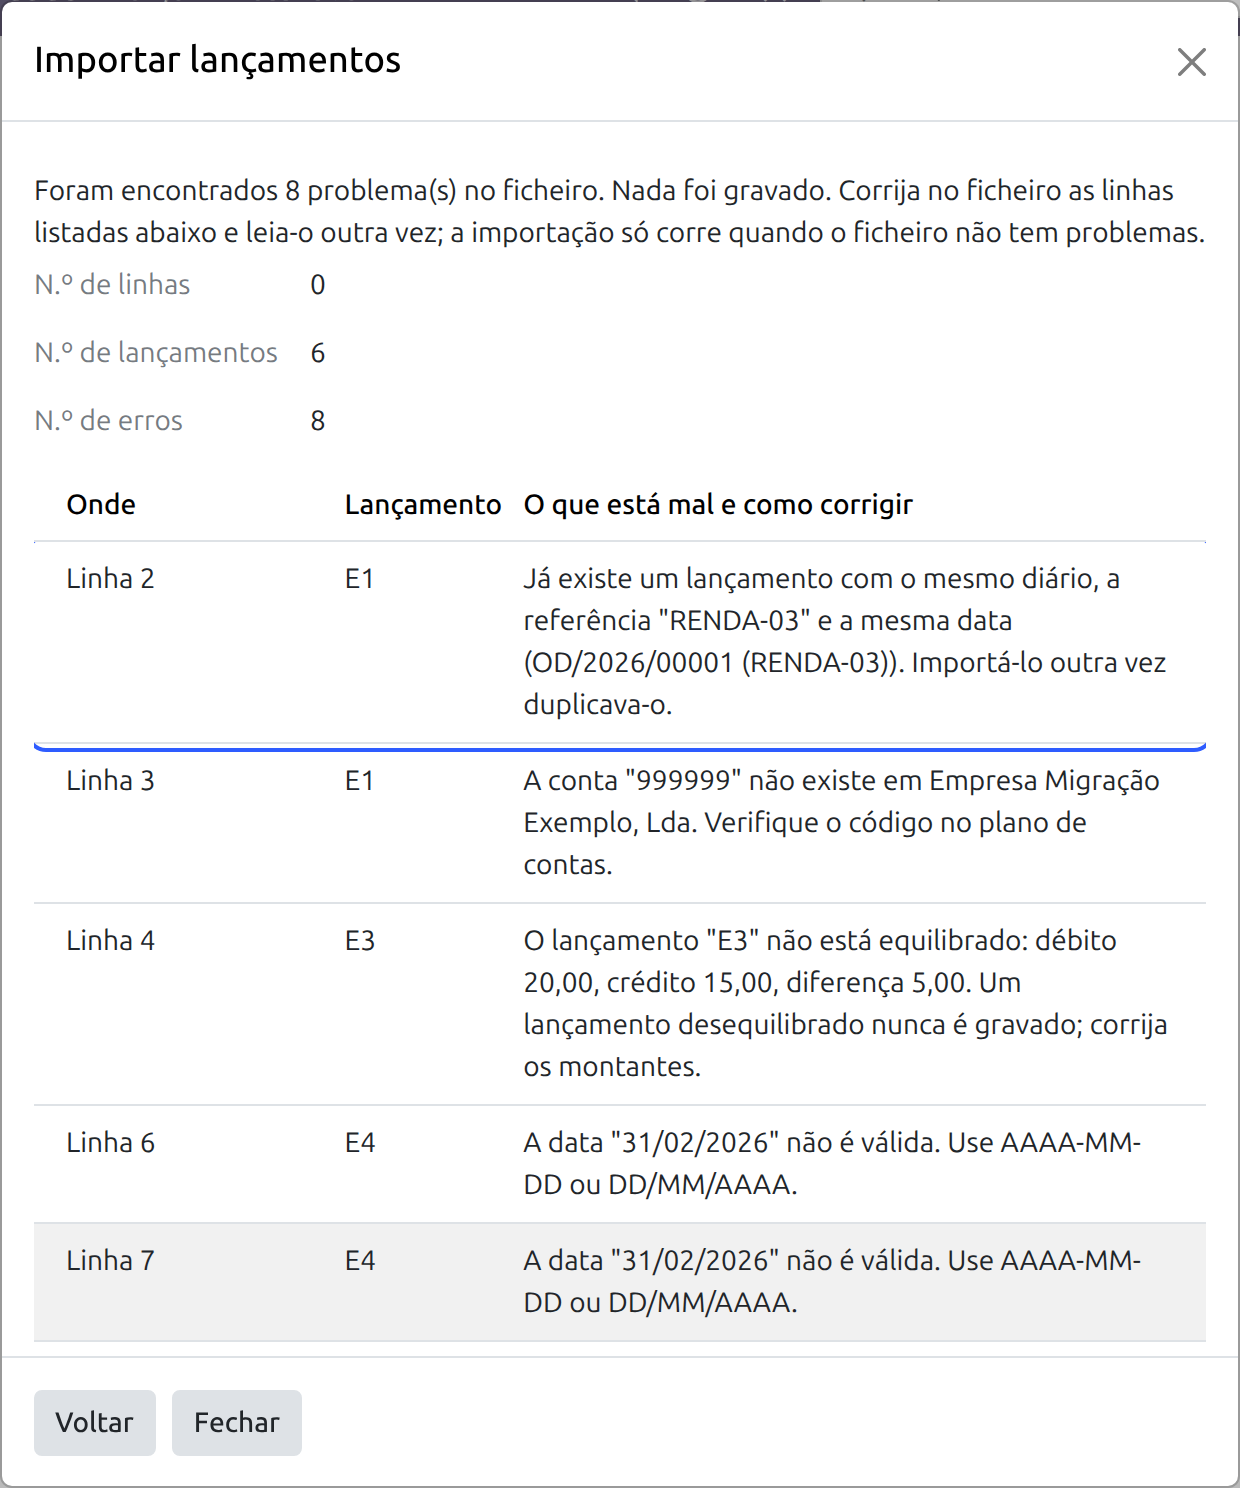 Importar lançamentos
Foram encontrados 8 problema(s) no ficheiro. Nada foi gravado. Corrija no ficheiro as linhas
listadas abaixo e leia-o outra vez; a importação só corre quando o ficheiro não tem problemas.
N.º de linhas 0
N.º de lançamentos 6
N.º de erros 8
Onde Lançamento O que está mal e como corrigir
Linha 2 E1 Já existe um lançamento com o mesmo diário, a
referência "RENDA-03" e a mesma data
(OD/2026/00001 (RENDA-03)). Importá-lo outra vez
duplicava-o.
Linha 3 E1 A conta "999999" não existe em Empresa Migração
Exemplo, Lda. Verifique o código no plano de
contas.
Linha 4 E3 O lançamento "E3" não está equilibrado: débito
20,00, crédito 15,00, diferença 5,00. Um
lançamento desequilibrado nunca é gravado; corrija
os montantes.
Linha 6 E4 A data "31/02/2026" não é válida. Use AAAA-MM-
DD ou DD/MM/AAAA.
Linha 7 E4 A data "31/02/2026" não é válida. Use AAAA-MM-
DD ou DD/MM/AAAA.
Voltar Fechar